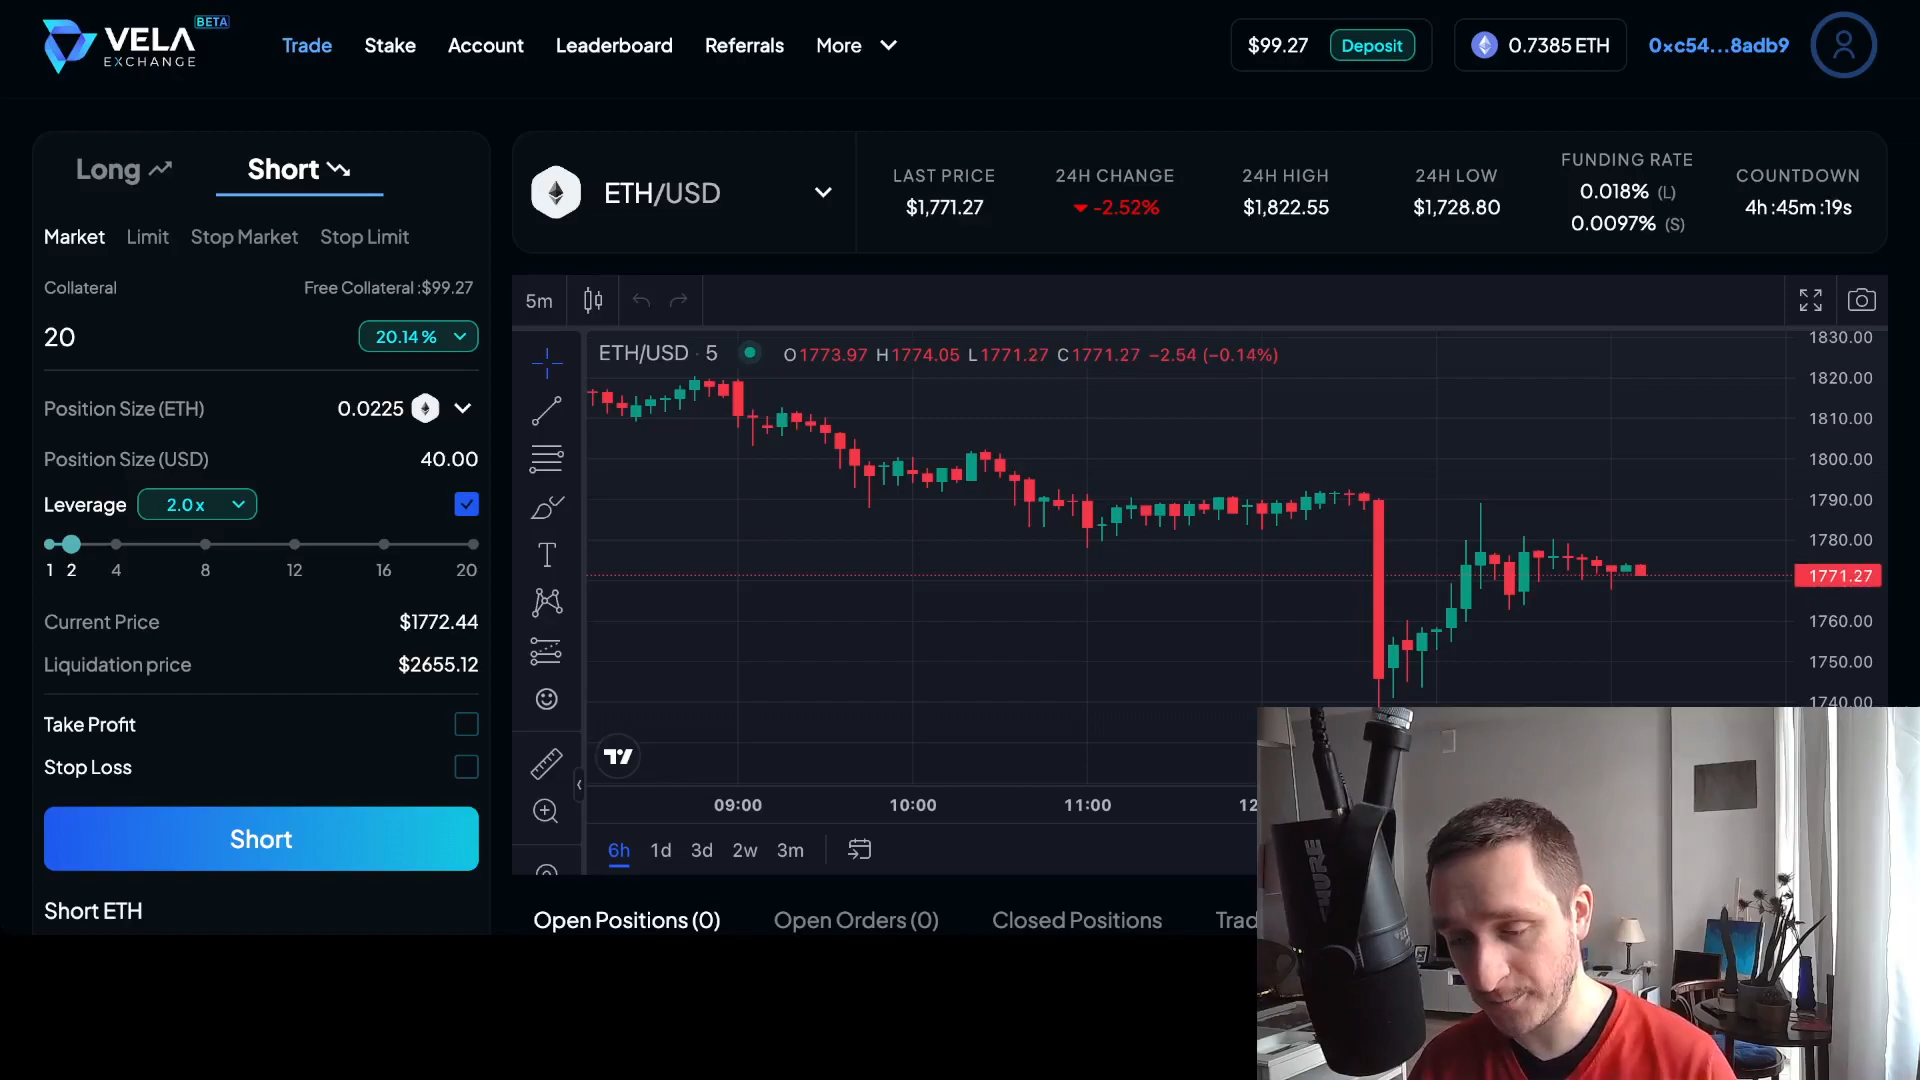 VELA BETA
EXCHANGE
Trade Stake Account Leaderboard Referrals More
$99.27 Deposit 0.7385 ETH 0xc54...8adb9
Long Short
Market Limit Stop Market Stop Limit
Collateral Free Collateral :$99.27
20 20.14 %
Position Size (ETH) 0.0225
Position Size (USD) 40.00
Leverage 2.0 x
1 2 4 8 12 16 20
Current Price $1772.44
Liquidation price $2655.12
Take Profit
Stop Loss
Short
Short ETH
ETH/USD
LAST PRICE
$1,771.27
24H CHANGE
-2.52%
24H HIGH
$1,822.55
24H LOW
$1,728.80
FUNDING RATE
0.018% (L)
0.0097% (S)
COUNTDOWN
4h :45m :19s
5m
ETH/USD · 5 O1773.97 H1774.05 L1771.27 C1771.27 −2.54 (−0.14%)
1830.00
1820.00
1810.00
1800.00
1790.00
1780.00
1771.27
1760.00
1750.00
1740.00
09:00 10:00 11:00 12
6h 1d 3d 2w 3m
Open Positions (0) Open Orders (0) Closed Positions Trad
SHURE